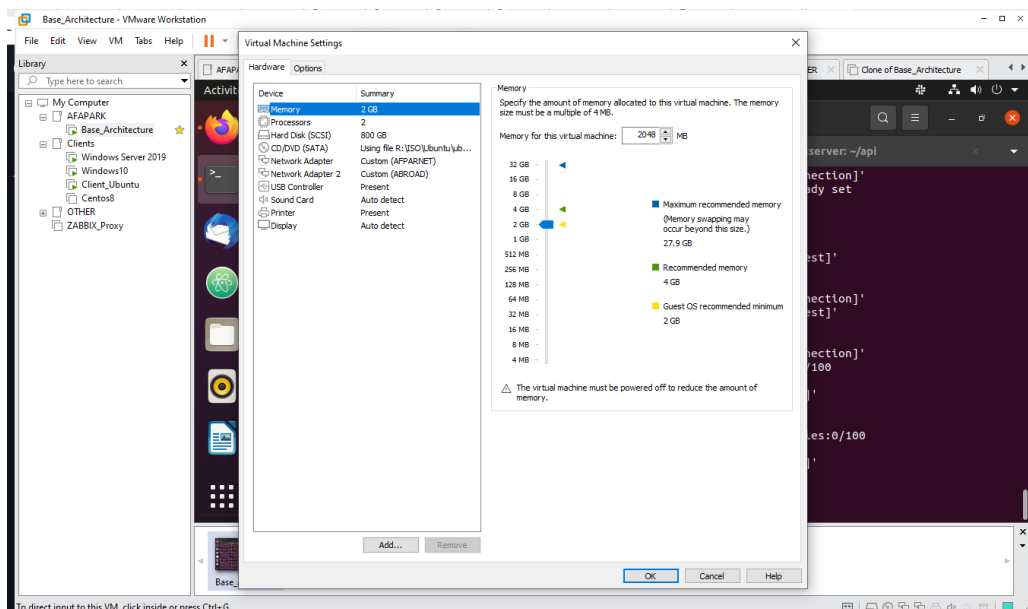 Base_Architecture - VMware Workstation
File Edit View VM Tabs Help
Library
Type here to search
My Computer
AFAPARK
Base_Architecture
Clients
Windows Server 2019
Windows10
Client_Ubuntu
Centos8
OTHER
ZABBIX_Proxy
AFAP
Activit
Virtual Machine Settings
Hardware Options
Device Summary
Memory 2 GB
Processors 2
Hard Disk (SCSI) 800 GB
CD/DVD (SATA) Using file R:\ISO\Ubuntu\ub...
Network Adapter Custom (AFPARNET)
Network Adapter 2 Custom (ABROAD)
USB Controller Present
Sound Card Auto detect
Printer Present
Display Auto detect
Add... Remove
Memory
Specify the amount of memory allocated to this virtual machine. The memory
size must be a multiple of 4 MB.
Memory for this virtual machine: 2048 MB
32 GB
16 GB
8 GB
4 GB
2 GB
1 GB
512 MB
256 MB
128 MB
64 MB
32 MB
16 MB
8 MB
4 MB
Maximum recommended memory
(Memory swapping may
occur beyond this size.)
27.9 GB
Recommended memory
4 GB
Guest OS recommended minimum
2 GB
The virtual machine must be powered off to reduce the amount of
memory.
OK Cancel Help
ER Clone of Base_Architecture
server: ~/api
nection]'
ady set
est]'
nection]'
est]'
nection]'
/100
]'
ies:0/100
]'
Base_
To direct input to this VM, click inside or press Ctrl+G.